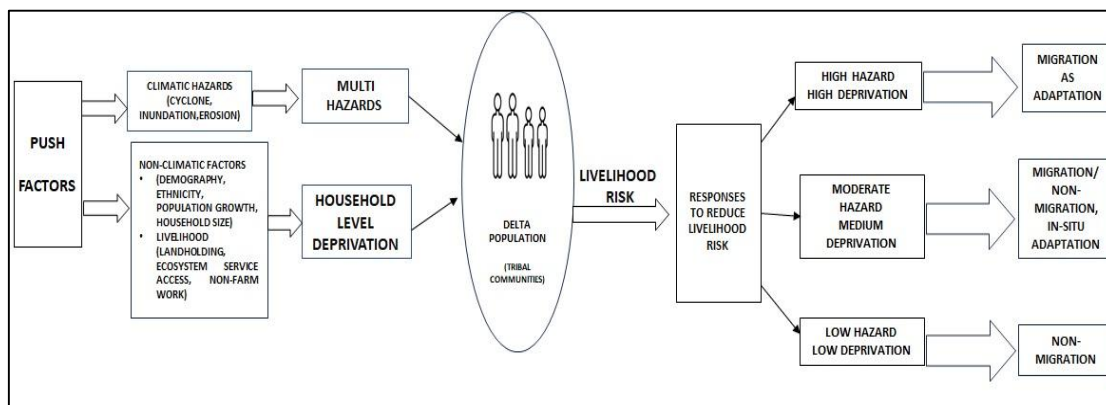 PUSH
FACTORS
CLIMATIC HAZARDS
(CYCLONE,
INUNDATION,EROSION)
MULTI
HAZARDS
NON-CLIMATIC FACTORS
• (DEMOGRAPHY,
ETHNICITY,
POPULATION GROWTH,
HOUSEHOLD SIZE)
• LIVELIHOOD
(LANDHOLDING,
ECOSYSTEM SERVICE
ACCESS, NON-FARM
WORK)
HOUSEHOLD
LEVEL
DEPRIVATION
DELTA
POPULATION
(TRIBAL
COMMUNITIES)
LIVELIHOOD
RISK
RESPONSES
TO REDUCE
LIVELIHOOD
RISK
HIGH HAZARD
HIGH DEPRIVATION
MIGRATION
AS
ADAPTATION
MODERATE
HAZARD
MEDIUM
DEPRIVATION
MIGRATION/
NON-
MIGRATION,
IN-SITU
ADAPTATION
LOW HAZARD
LOW DEPRIVATION
NON-
MIGRATION